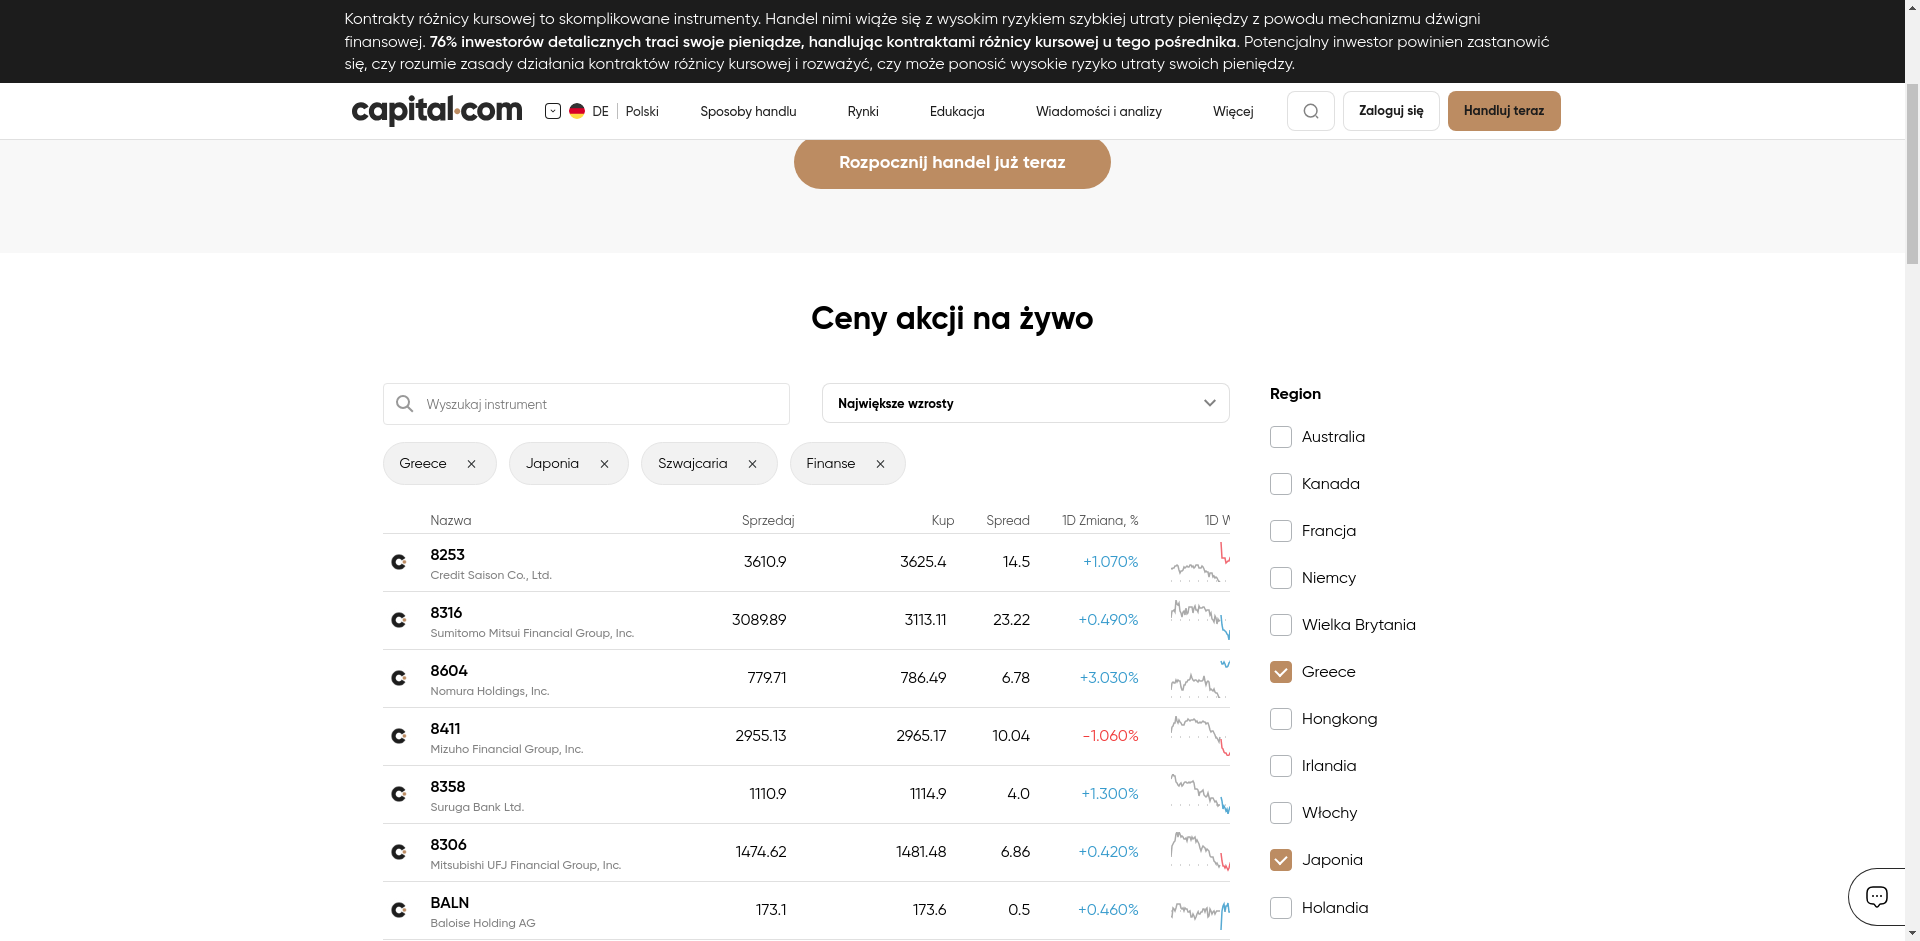 Kontrakty różnicy kursowej to skomplikowane instrumenty. Handel nimi wiąże się z wysokim ryzykiem szybkiej utraty pieniędzy z powodu mechanizmu dźwigni
finansowej. 76% inwestorów detalicznych traci swoje pieniądze, handlując kontraktami różnicy kursowej u tego pośrednika. Potencjalny inwestor powinien zastanowić
się, czy rozumie zasady działania kontraktów różnicy kursowej i rozważyć, czy może ponosić wysokie ryzyko utraty swoich pieniędzy.
capital.com DE Polski Sposoby handlu Rynki Edukacja Wiadomości i analizy Więcej Zaloguj się Handluj teraz
Rozpocznij handel już teraz
Ceny akcji na żywo
Wyszukaj instrument
Największe wzrosty
Greece Japonia Szwajcaria Finanse
Nazwa Sprzedaj Kup Spread 1D Zmiana, % 1D
8253 3610.9 3625.4 14.5 +1.070%
Credit Saison Co., Ltd.
8316 3089.89 3113.11 23.22 +0.490%
Sumitomo Mitsui Financial Group, Inc.
8604 779.71 786.49 6.78 +3.030%
Nomura Holdings, Inc.
8411 2955.13 2965.17 10.04 -1.060%
Mizuho Financial Group, Inc.
8358 1110.9 1114.9 4.0 +1.300%
Suruga Bank Ltd.
8306 1474.62 1481.48 6.86 +0.420%
Mitsubishi UFJ Financial Group, Inc.
BALN 173.1 173.6 0.5 +0.460%
Baloise Holding AG
Region
Australia
Kanada
Francja
Niemcy
Wielka Brytania
Greece
Hongkong
Irlandia
Włochy
Japonia
Holandia